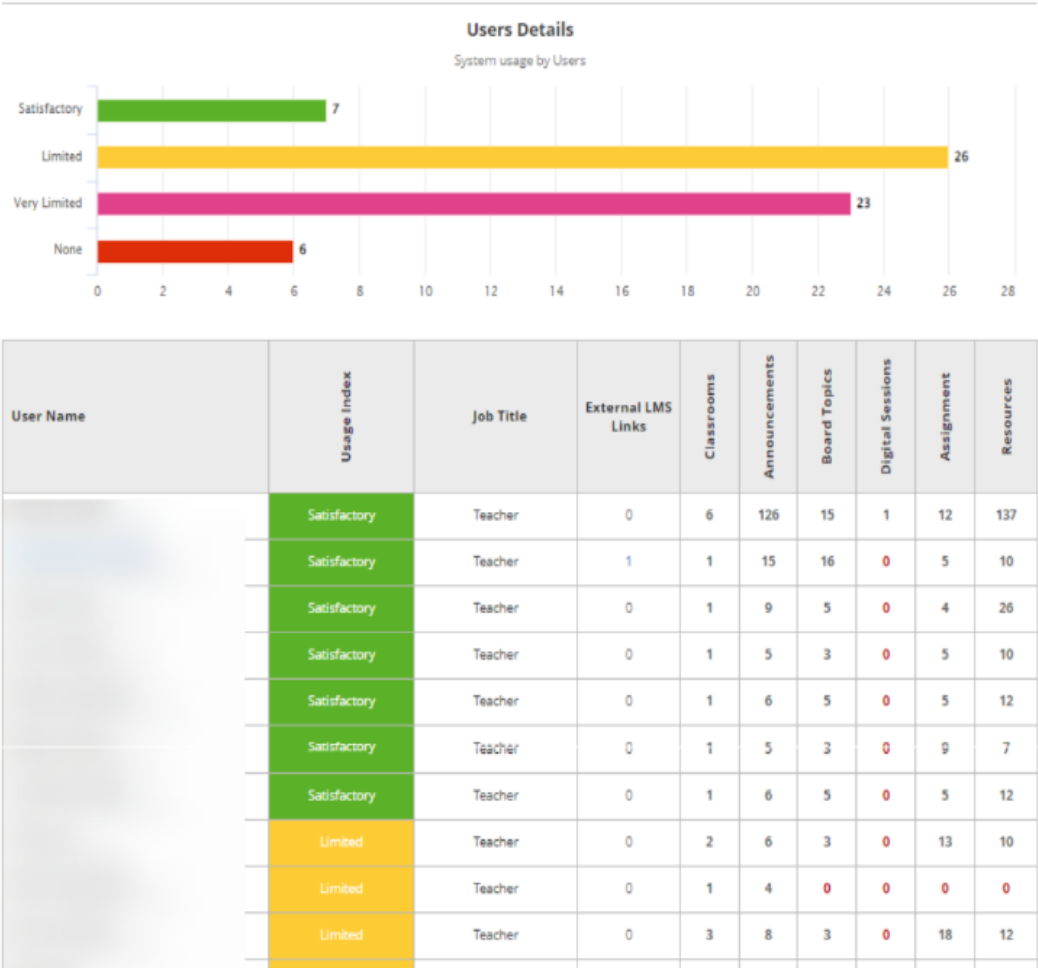 Users Details
System usage by Users
Satisfactory 7
Limited 26
Very Limited 23
None 6
0 2 4 6 8 10 12 14 16 18 20 22 24 26 28
User Name Usage Index Job Title External LMS Links Classrooms Announcements Board Topics Digital Sessions Assignment Resources
Satisfactory Teacher 0 6 126 15 1 12 137
Satisfactory Teacher 1 1 15 16 0 5 10
Satisfactory Teacher 0 1 9 5 0 4 26
Satisfactory Teacher 0 1 5 3 0 5 10
Satisfactory Teacher 0 1 6 5 0 5 12
Satisfactory Teacher 0 1 5 3 0 9 7
Satisfactory Teacher 0 1 6 5 0 5 12
Limited Teacher 0 2 6 3 0 13 10
Limited Teacher 0 1 4 0 0 0 0
Limited Teacher 0 3 8 3 0 18 12